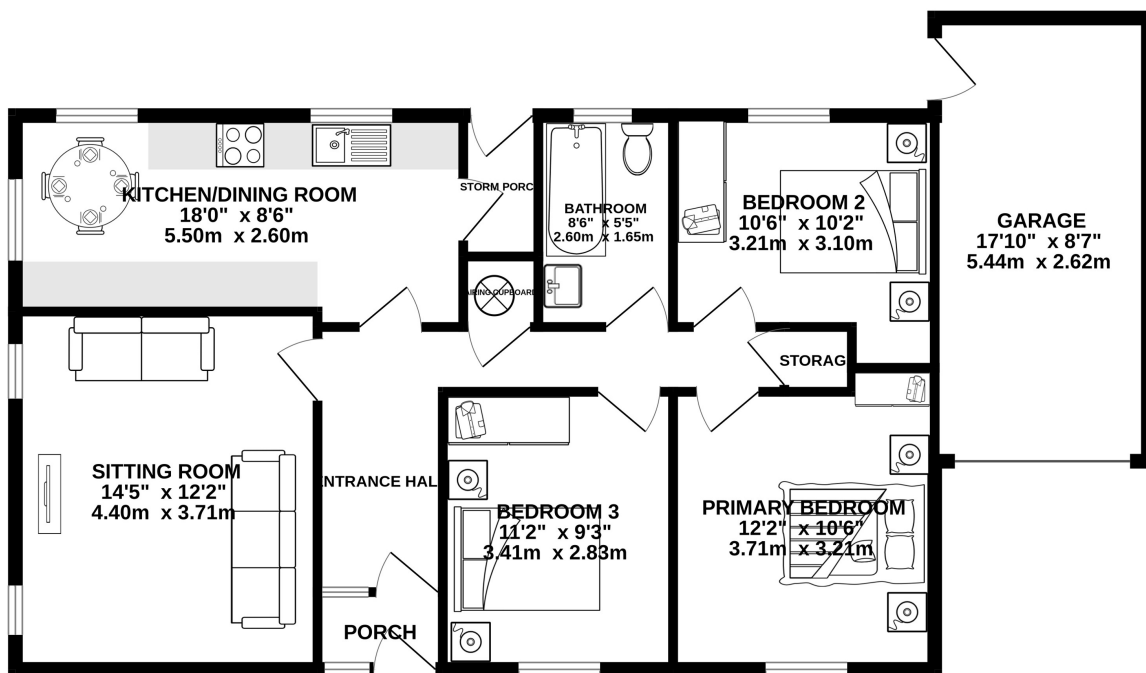 KITCHEN/DINING ROOM
18'0" x 8'6"
5.50m x 2.60m
STORM PORC
BATHROOM
8'6" x 5'5"
2.60m x 1.65m
BEDROOM 2
10'6" x 10'2"
3.21m x 3.10m
GARAGE
17'10" x 8'7"
5.44m x 2.62m
AIRING CUPBOARD
STORAG
SITTING ROOM
14'5" x 12'2"
4.40m x 3.71m
NTRANCE HAL
BEDROOM 3
11'2" x 9'3"
3.41m x 2.83m
PRIMARY BEDROOM
12'2" x 10'6"
3.71m x 3.21m
PORCH